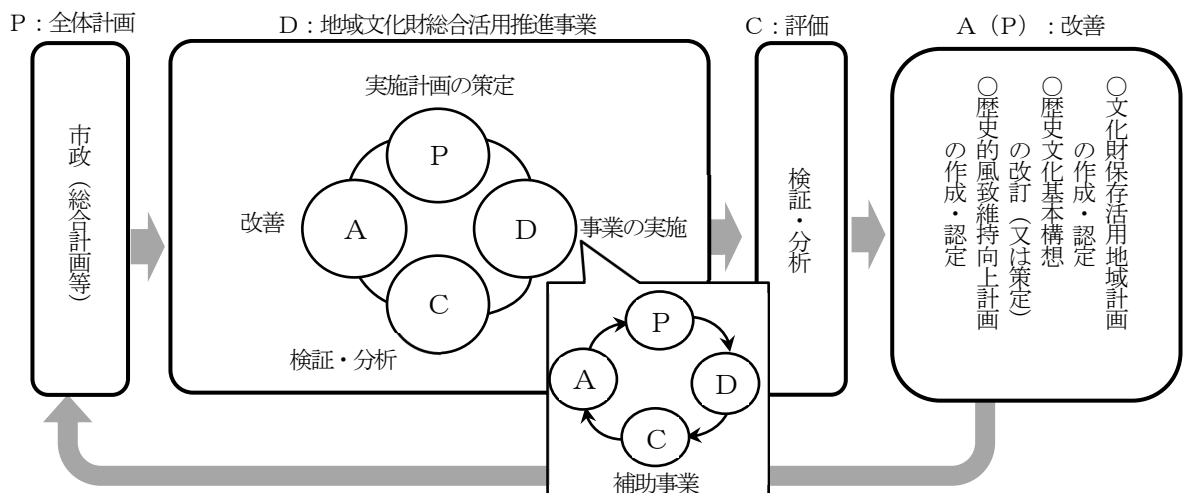 P：全体計画
D：地域文化財総合活用推進事業
C：評価
A（P）：改善
市政（総合計画等）
実施計画の策定
P
改善
A
D
事業の実施
C
検証・分析
P
A
D
C
補助事業
検証・分析
○文化財保存活用地域計画
の作成・認定
○歴史文化基本構想
の改訂（又は策定）
○歴史的風致維持向上計画
の作成・認定